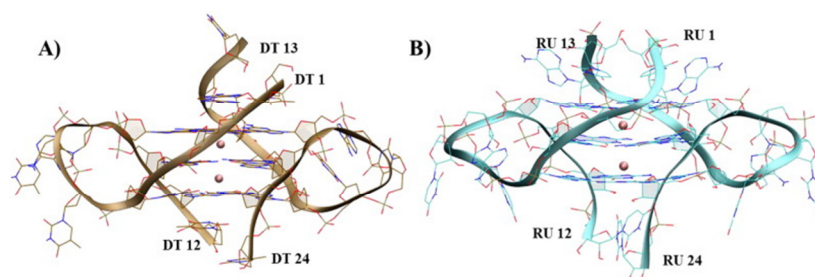 A)
DT 13
DT 1
DT 12
DT 24
B)
RU 13
RU 1
RU 12
RU 24